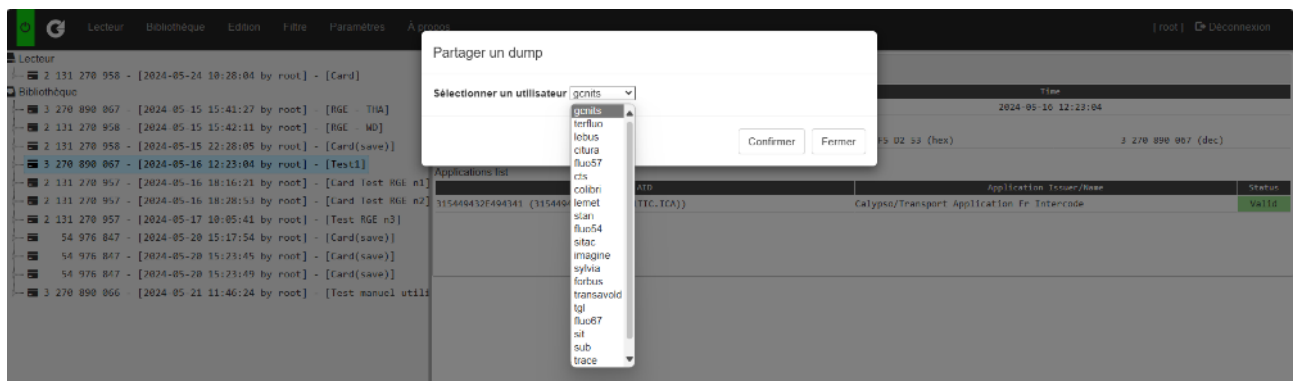 Lecteur Bibliothèque Edition Filtre Paramètres À propos [ root ] Déconnexion
Lecteur
2 131 270 958 - [2024-05-24 10:28:04 by root] - [Card]
Bibliothèque
3 270 890 067 - [2024-05-15 15:41:27 by root] - [RGE - THA]
2 131 270 958 - [2024-05-15 15:42:11 by root] - [RGE - WD]
2 131 270 958 - [2024-05-15 22:28:05 by root] - [Card(save)]
3 270 890 067 - [2024-05-16 12:23:04 by root] - [Test1]
2 131 270 957 - [2024-05-16 18:16:21 by root] - [Card Test RGE n1]
2 131 270 957 - [2024-05-16 18:28:53 by root] - [Card Test RGE n2]
2 131 270 957 - [2024-05-17 10:05:41 by root] - [Test RGE n3]
54 976 847 - [2024-05-20 15:17:54 by root] - [Card(save)]
54 976 847 - [2024-05-20 15:23:45 by root] - [Card(save)]
54 976 847 - [2024-05-20 15:23:49 by root] - [Card(save)]
3 270 890 066 - [2024-05-21 11:46:24 by root] - [Test manuel utili
Partager un dump
Sélectionner un utilisateur gcnits
gcnits
terfluo
lebus
citura
fluo57
cts
colibri
lemet
stan
fluo54
sitac
imagine
sylvia
forbus
transavold
tgl
fluo67
sit
sub
trace
Confirmer Fermer
Time
2024-05-16 12:23:04
F5 D2 53 (hex) 3 270 890 067 (dec)
Applications list
AID Application Issuer/Name Status
315449432E494341 (3154494 TIC.ICA)) Calypso/Transport Application Fr Intercode Valid